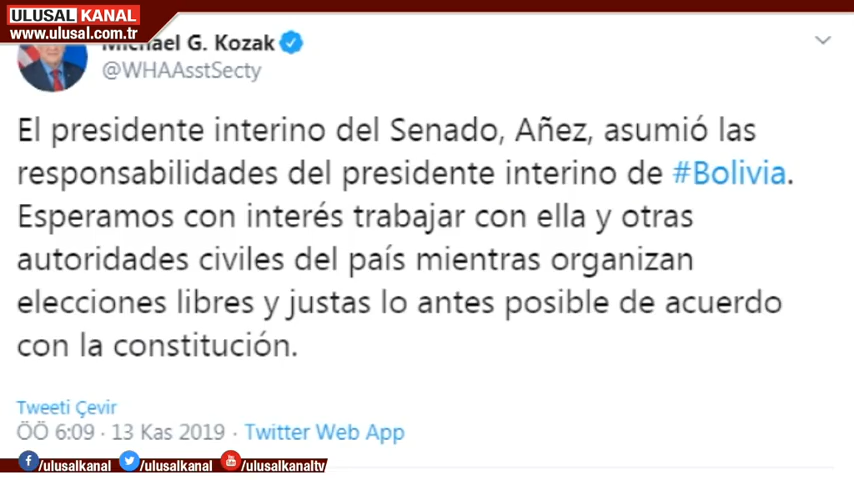 ULUSAL KANAL
www.ulusal.com.tr
Michael G. Kozak
@WHAAsstSecty
El presidente interino del Senado, Añez, asumió las
responsabilidades del presidente interino de #Bolivia.
Esperamos con interés trabajar con ella y otras
autoridades civiles del país mientras organizan
elecciones libres y justas lo antes posible de acuerdo
con la constitución.
Tweeti Çevir
ÖÖ 6:09 · 13 Kas 2019 · Twitter Web App
/ulusalkanal /ulusalkanal /ulusalkanaltv